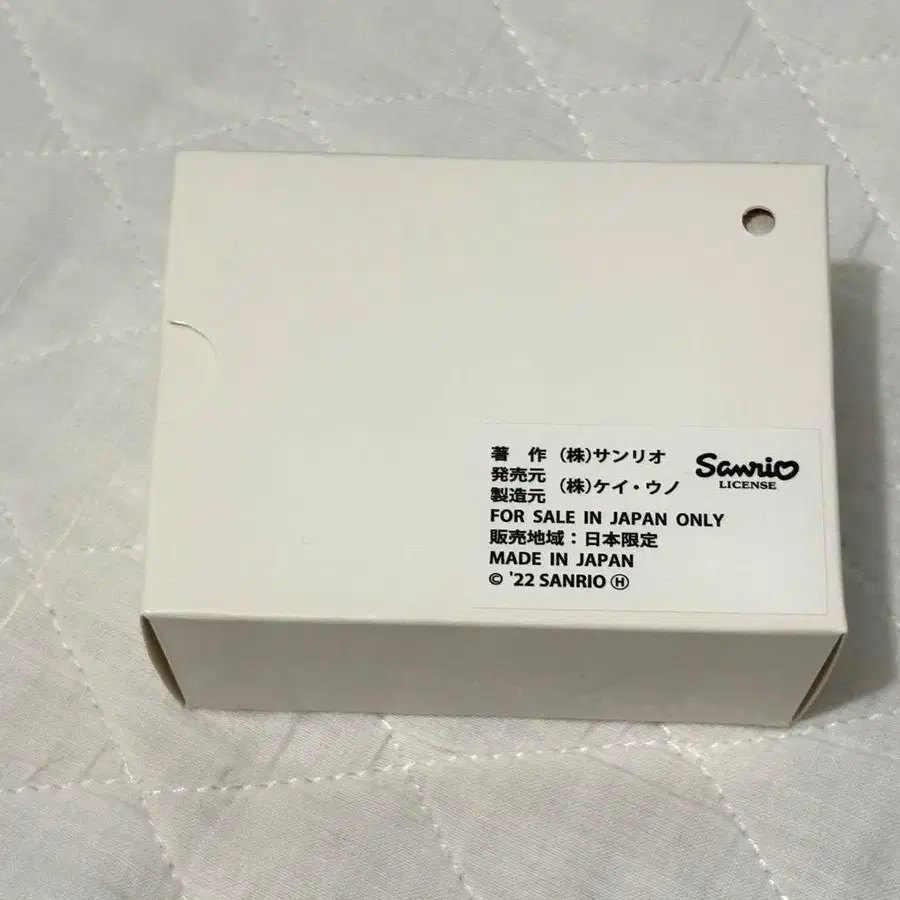 著 作 (株)サンリオ
発売元
製造元 (株)ケイ・ウノ
FOR SALE IN JAPAN ONLY
販売地域：日本限定
MADE IN JAPAN
© '22 SANRIO Ⓗ
Sanrio
LICENSE